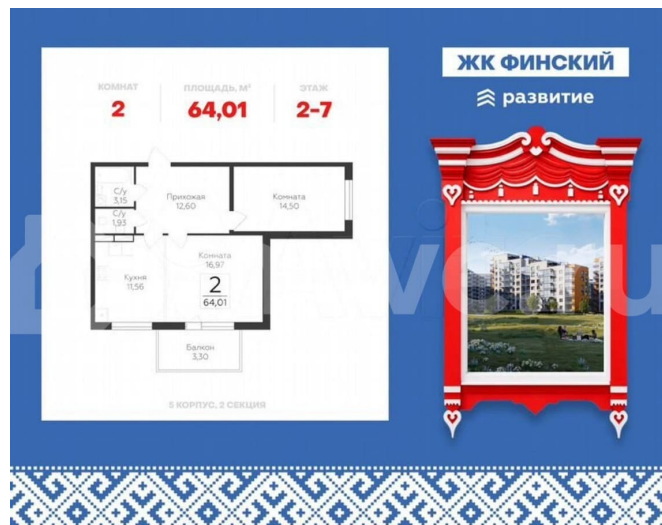 КОМНАТ
2
ПЛОЩАДЬ, М²
64,01
ЭТАЖ
2-7
С/у
3,15
С/у
1,93
Прихожая
12,60
Комната
14,50
Кухня
11,56
Комната
16,97
2
64,01
Балкон
3,30
5 КОРПУС, 2 СЕКЦИЯ
ЖК ФИНСКИЙ
развитие